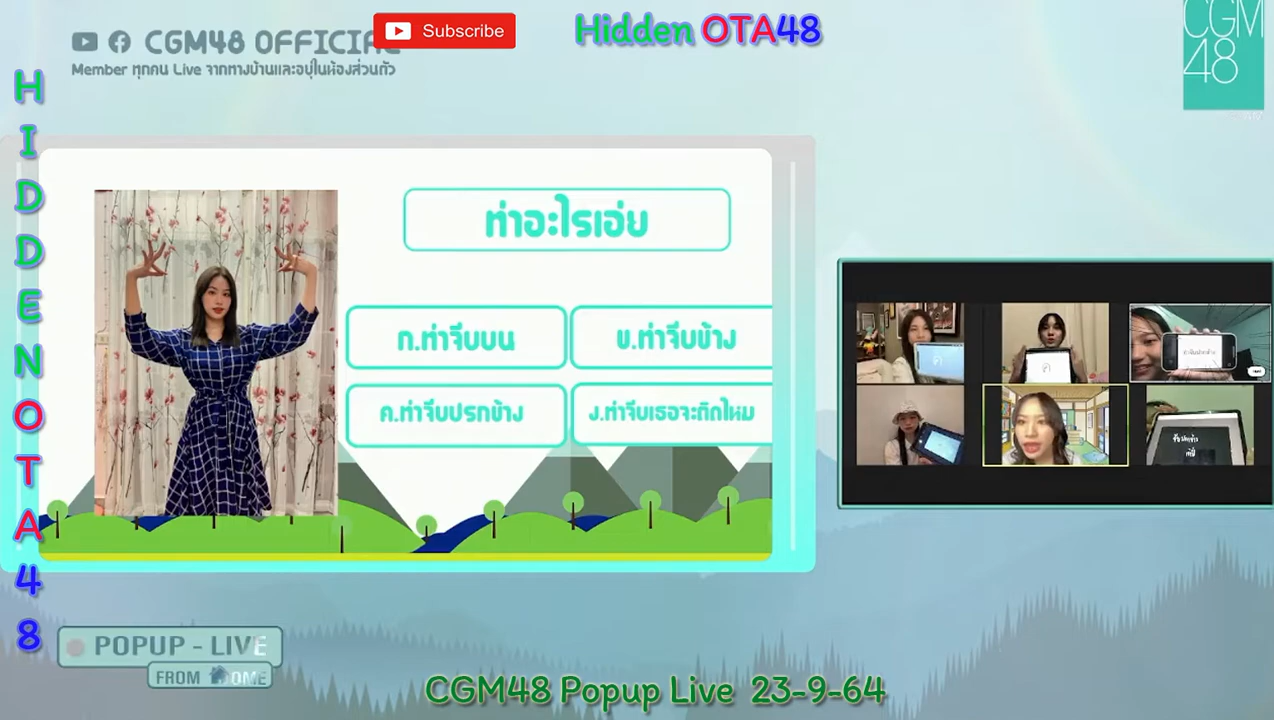 CGM48 OFFICIAL
Subscribe
Hidden OTA48
CGM
48
Member ทุกคน Live จากทางบ้านและอยู่ในห้องส่วนตัว
HIDDENOTA48
ท่าอะไรเอ่ย
ก.ท่าจีบบน
ข.ท่าจีบข้าง
ค.ท่าจีบปรกข้าง
ง.ท่าจีบเธอจะติดไหม
ค
ค
POPUP - LIVE
FROM HOME
CGM48 Popup Live 23-9-64